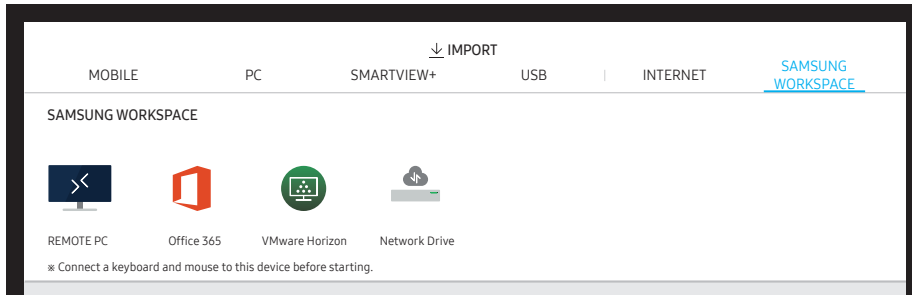 IMPORT
MOBILE PC SMARTVIEW+ USB INTERNET SAMSUNG WORKSPACE
SAMSUNG WORKSPACE
REMOTE PC Office 365 VMware Horizon Network Drive
※ Connect a keyboard and mouse to this device before starting.